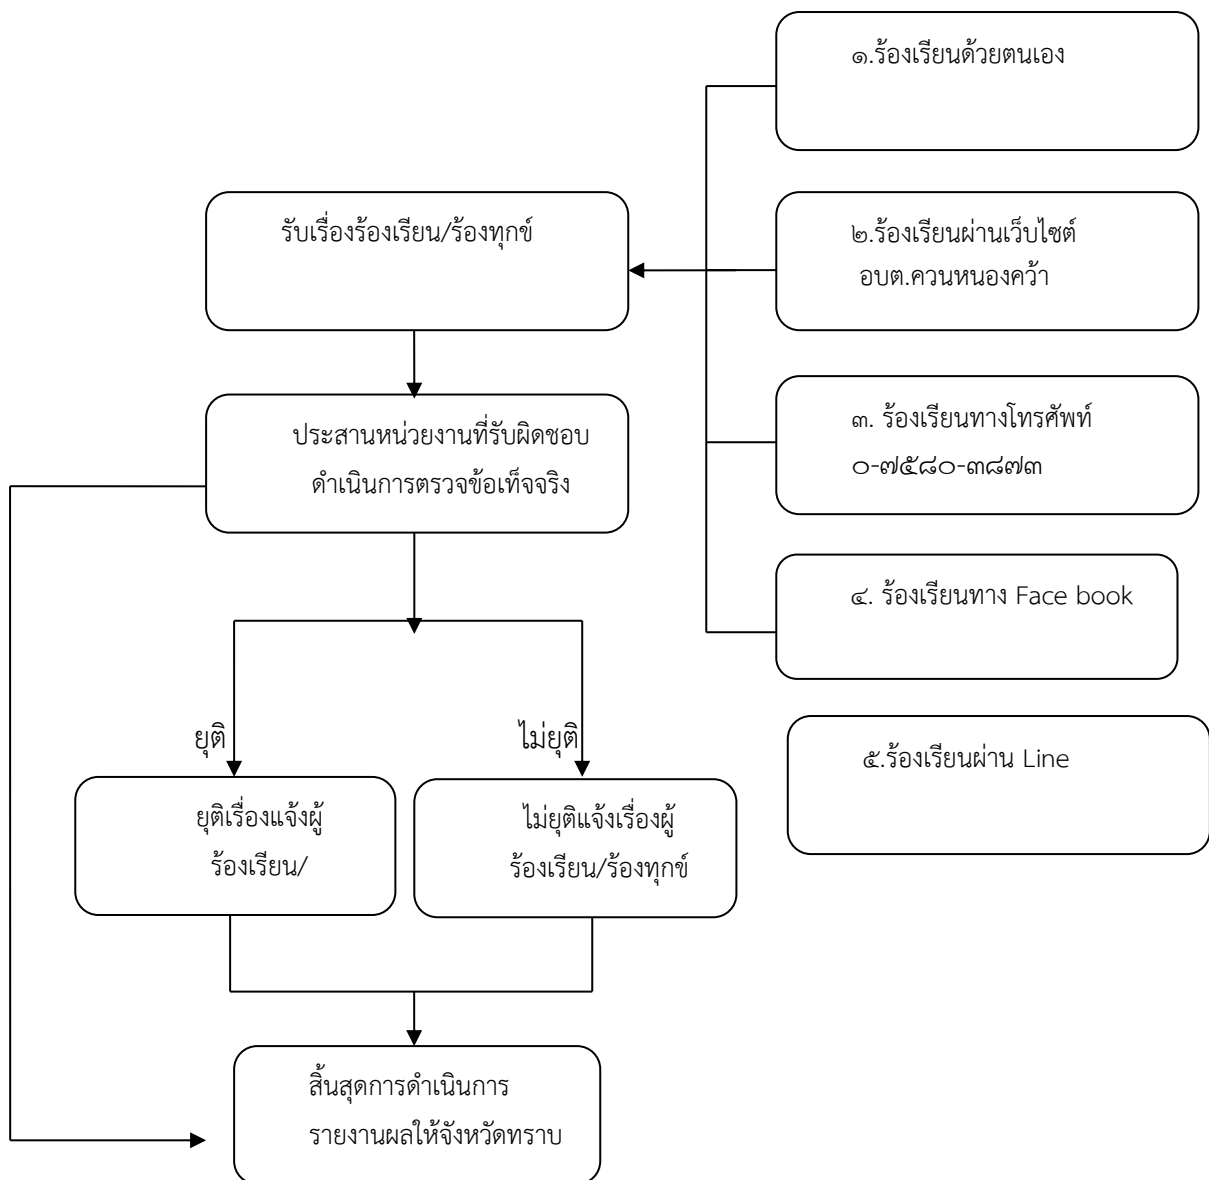 ๑.ร้องเรียนด้วยตนเอง
รับเรื่องร้องเรียน/ร้องทุกข์
๒.ร้องเรียนผ่านเว็บไซต์
อบต.ควนหนองคว้า
ประสานหน่วยงานที่รับผิดชอบ
ดำเนินการตรวจข้อเท็จจริง
๓. ร้องเรียนทางโทรศัพท์
๐-๗๕๘๐-๓๘๗๓
๔. ร้องเรียนทาง Face book
ยุติ
ไม่ยุติ
๕.ร้องเรียนผ่าน Line
ยุติเรื่องแจ้งผู้
ร้องเรียน/
ไม่ยุติแจ้งเรื่องผู้
ร้องเรียน/ร้องทุกข์
สิ้นสุดการดำเนินการ
รายงานผลให้จังหวัดทราบ